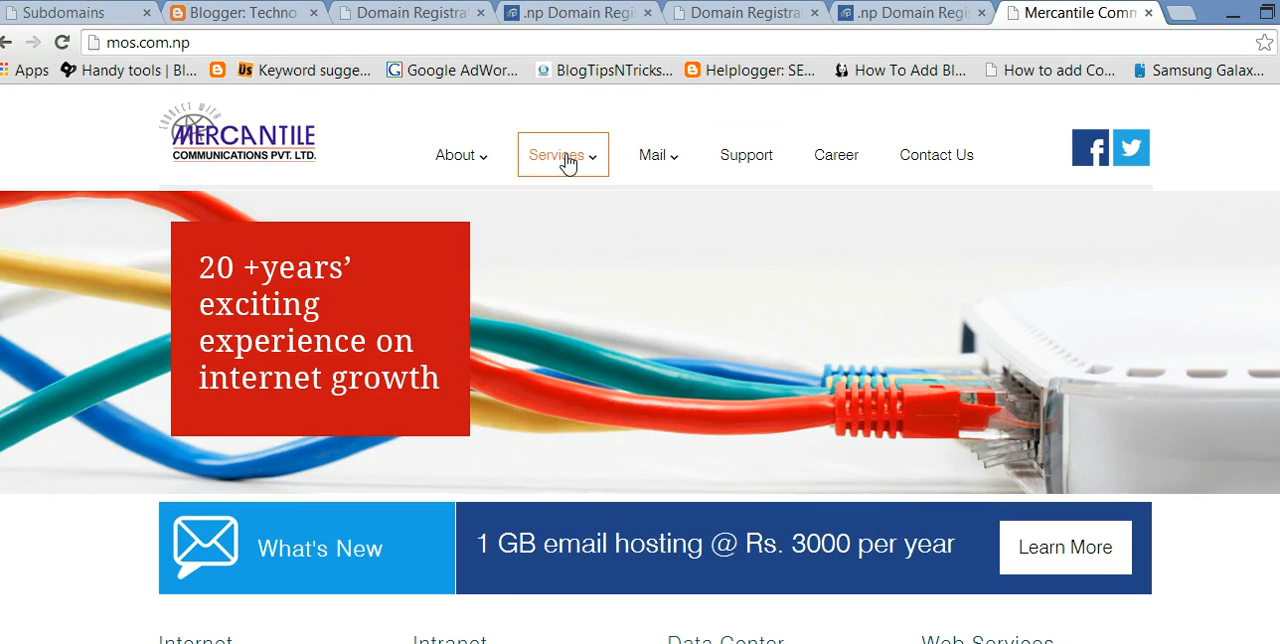 Subdomains
Blogger: Techno
Domain Registra
.np Domain Regi
Domain Registra
.np Domain Regi
Mercantile Comm
mos.com.np
Apps
Handy tools | Bl...
Keyword sugge...
Google AdWor...
BlogTipsNTricks...
Helplogger: SE...
How To Add Bl...
How to add Co...
Samsung Galax...
CONNECT WITH
MERCANTILE
COMMUNICATIONS PVT. LTD.
About
Services
Mail
Support
Career
Contact Us
20 +years’
exciting
experience on
internet growth
What's New
1 GB email hosting @ Rs. 3000 per year
Learn More
Internet
Intranet
Data Center
Web Services